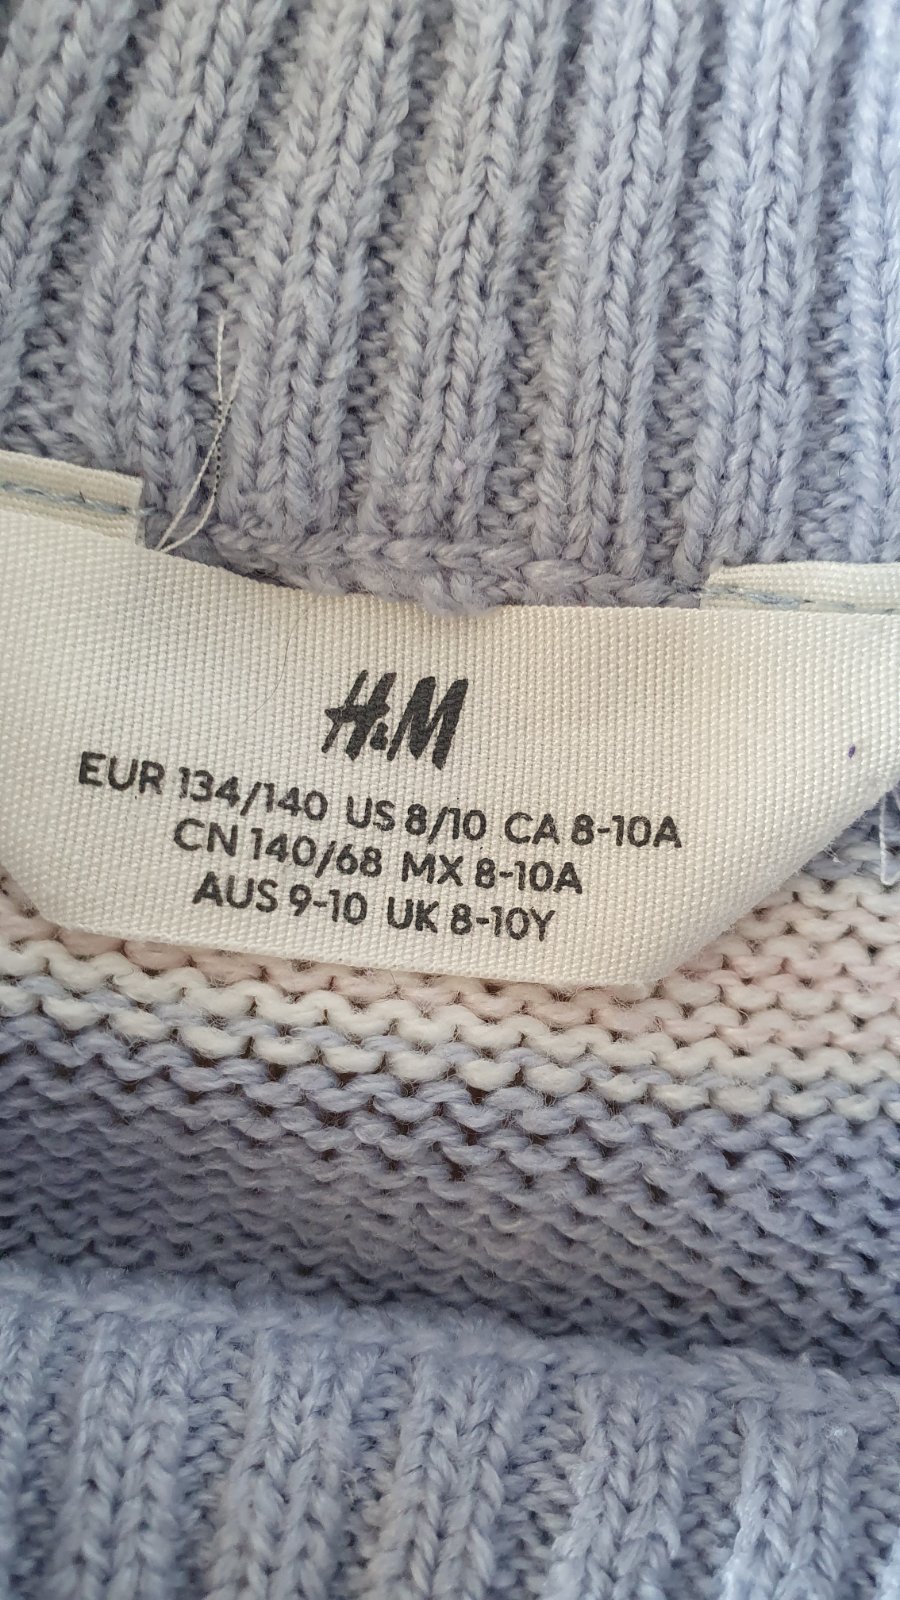 H&M
EUR 134/140 US 8/10 CA 8-10A
CN 140/68 MX 8-10A
AUS 9-10 UK 8-10Y